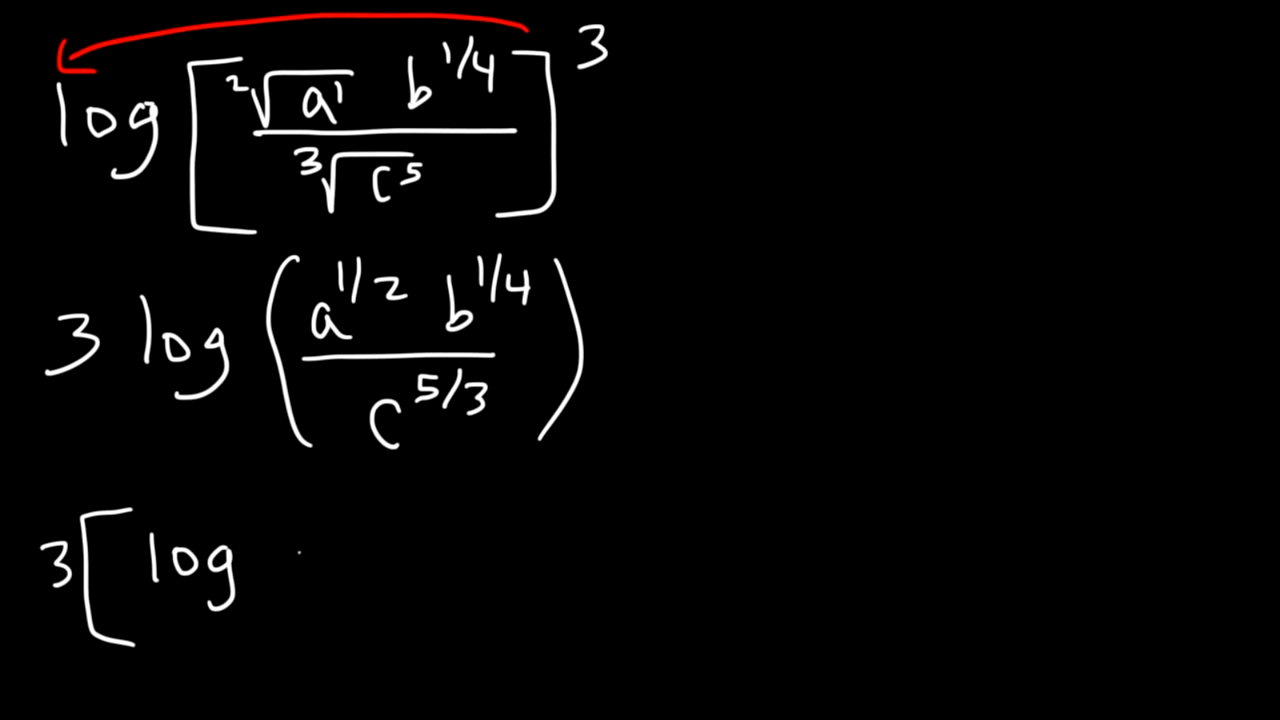 log [ ²√a¹ b^1/4 / ³√c⁵ ]³
3 log ( a^1/2 b^1/4 / c^5/3 )
3 [ log